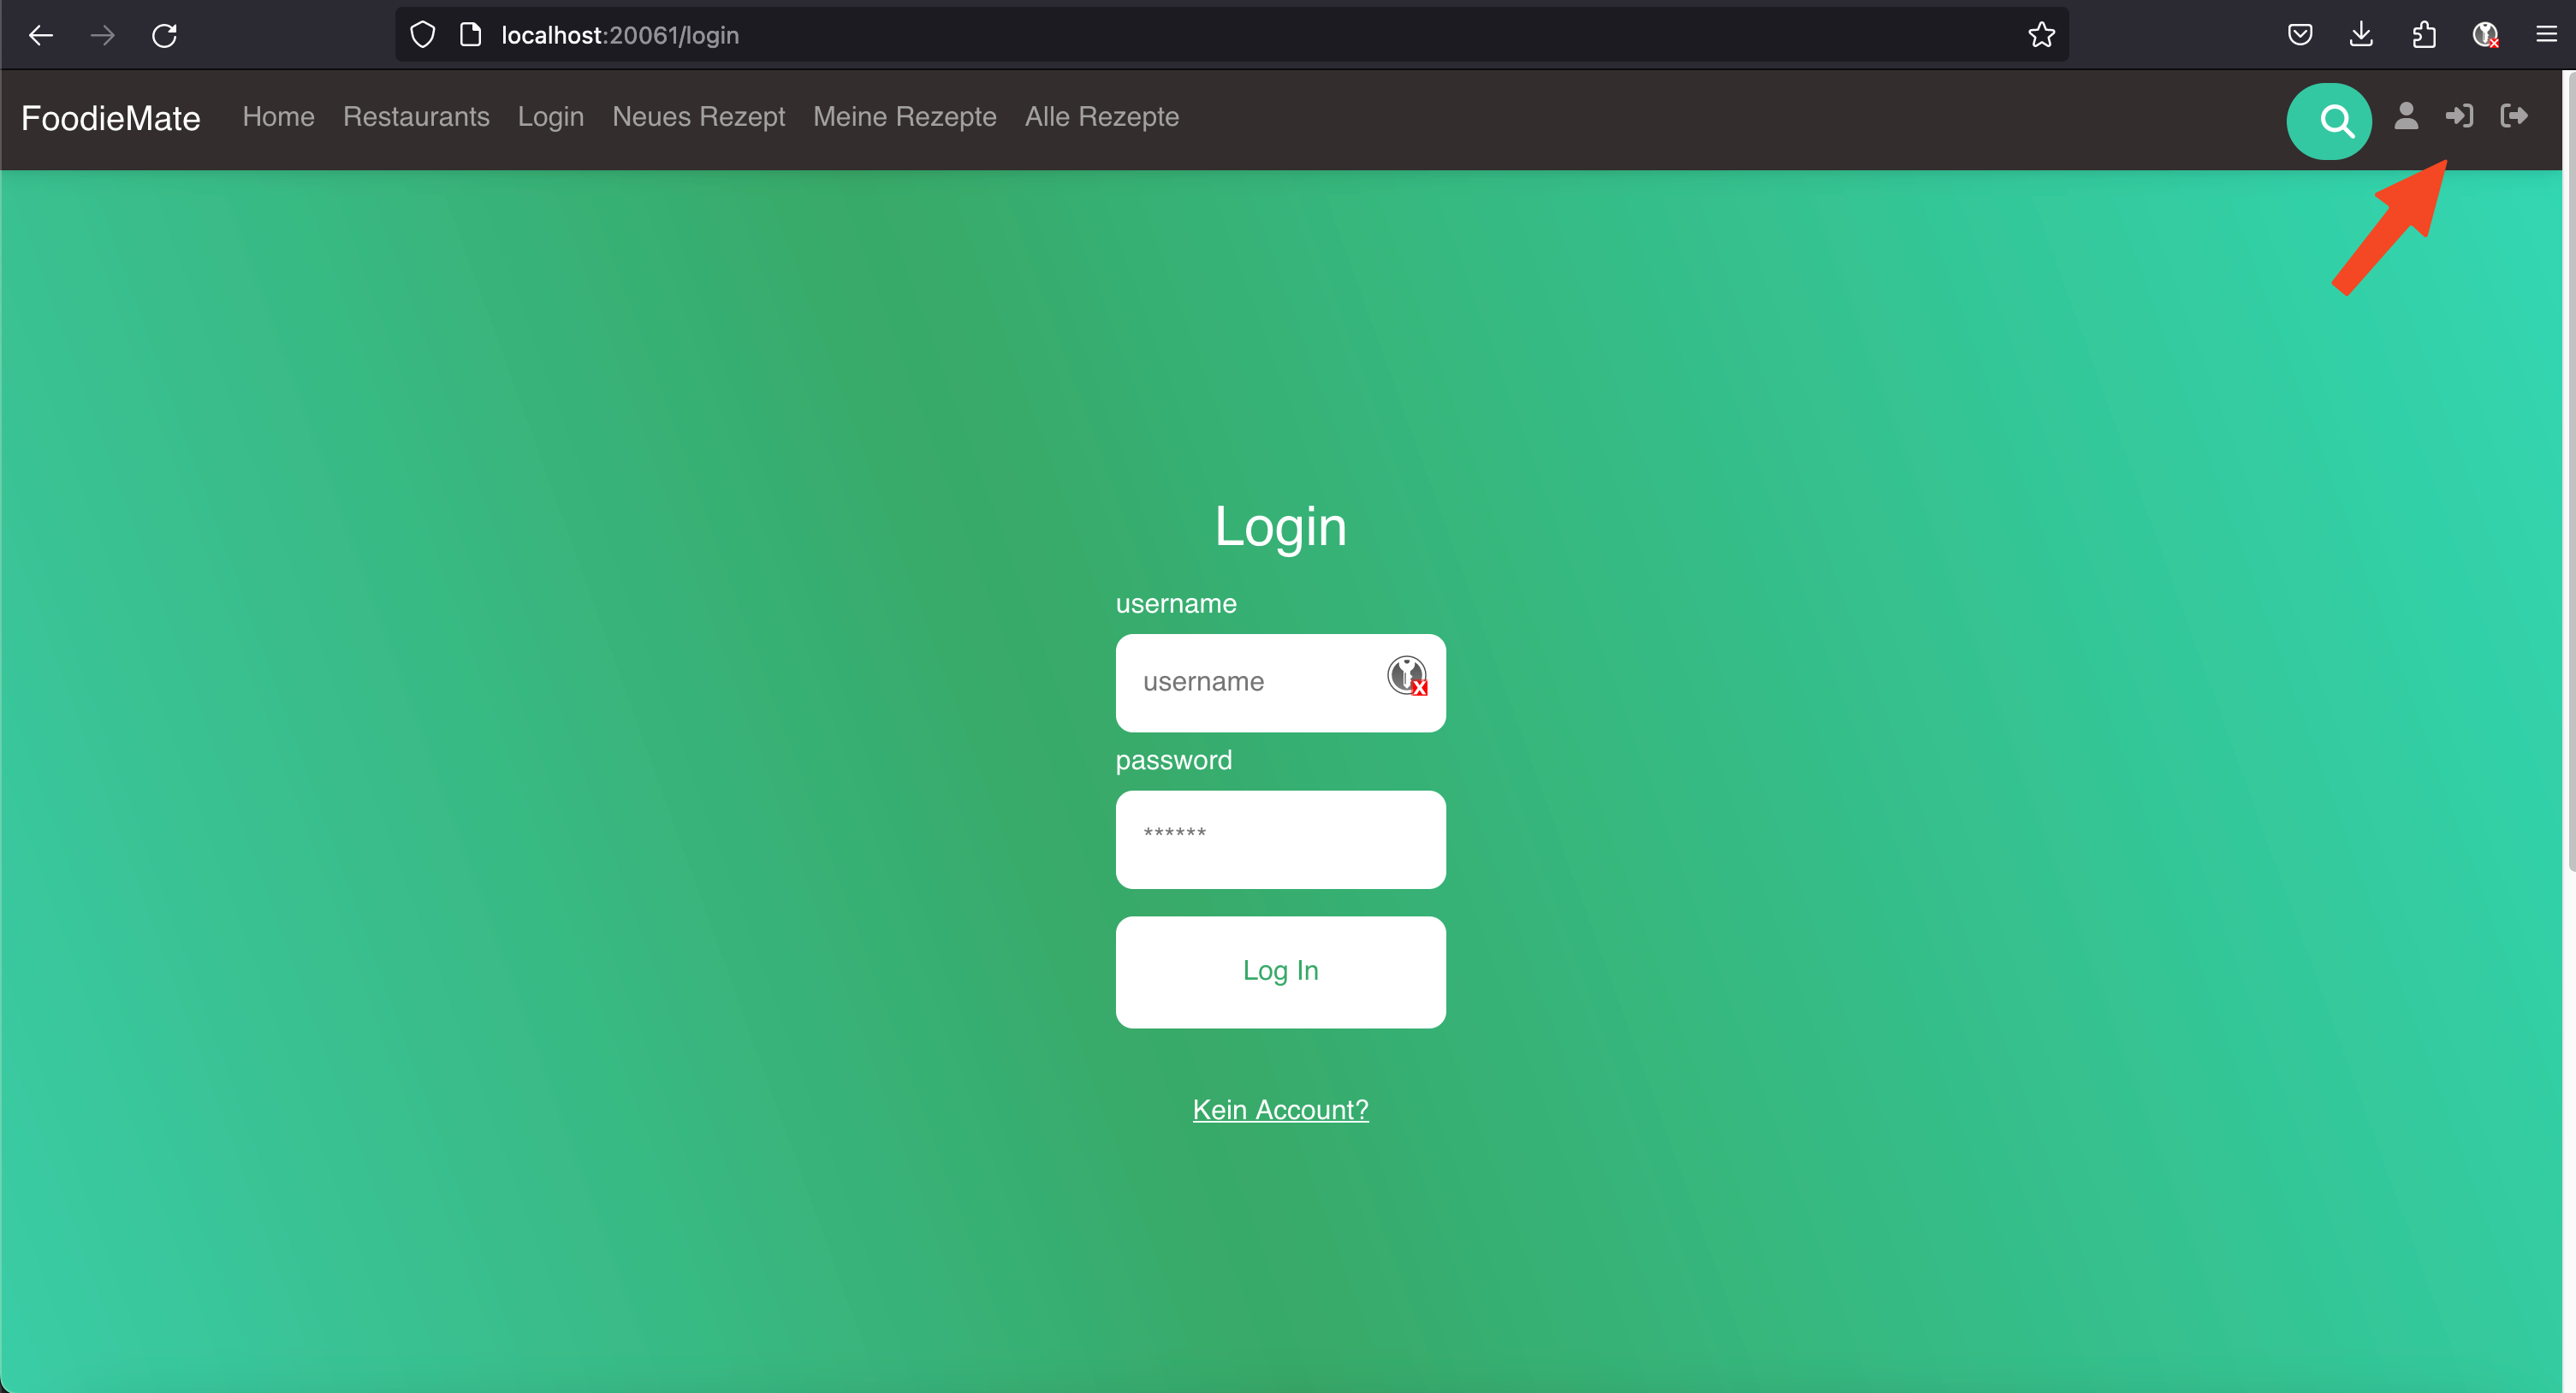 localhost:20061/login
FoodieMate Home Restaurants Login Neues Rezept Meine Rezepte Alle Rezepte
Login
username
username
password
******
Log In
Kein Account?